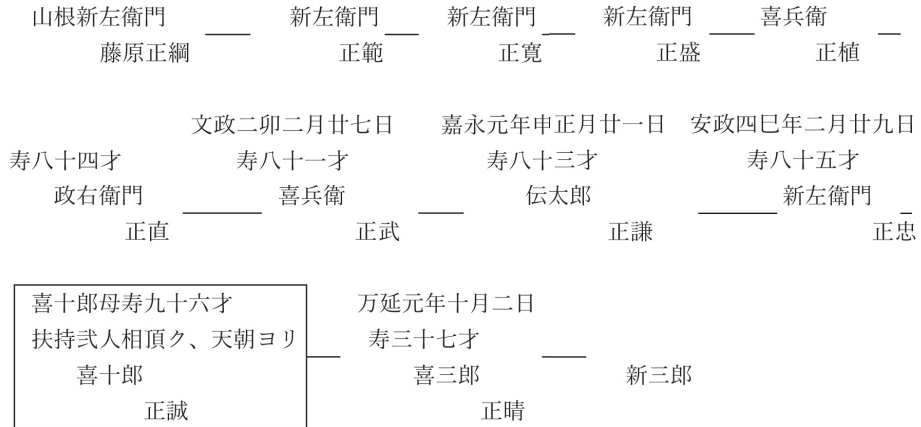 山根新左衛門 新左衛門 新左衛門 新左衛門 喜兵衛
藤原正綱 正範 正寛 正盛 正植
文政二卯二月廿七日 嘉永元年申正月廿一日 安政四巳年二月廿九日
寿八十四才 寿八十一才 寿八十三才 寿八十五才
政右衛門 喜兵衛 伝太郎 新左衛門
正直 正武 正謙 正忠
喜十郎母寿九十六才 万延元年十月二日
扶持弐人相頂ク、天朝ヨリ 寿三十七才
喜十郎 喜三郎 新三郎
正誠 正晴